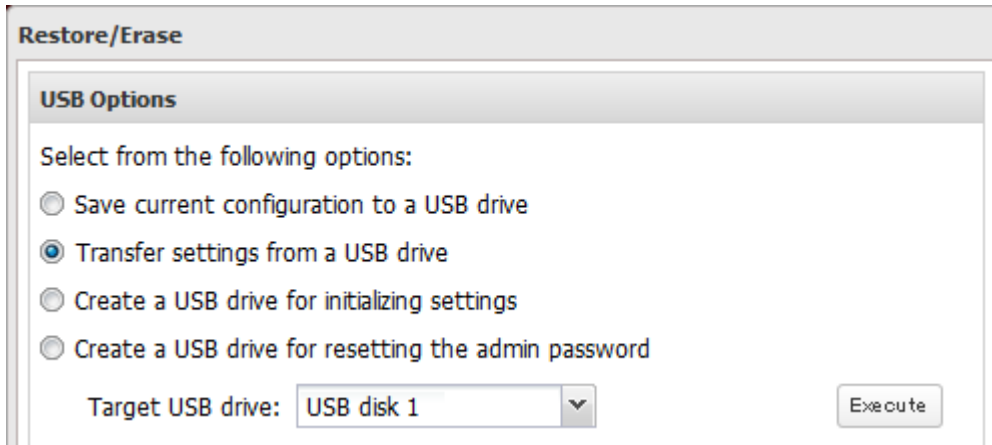 Restore/Erase
USB Options
Select from the following options:
Save current configuration to a USB drive
Transfer settings from a USB drive
Create a USB drive for initializing settings
Create a USB drive for resetting the admin password
Target USB drive: USB disk 1 Execute